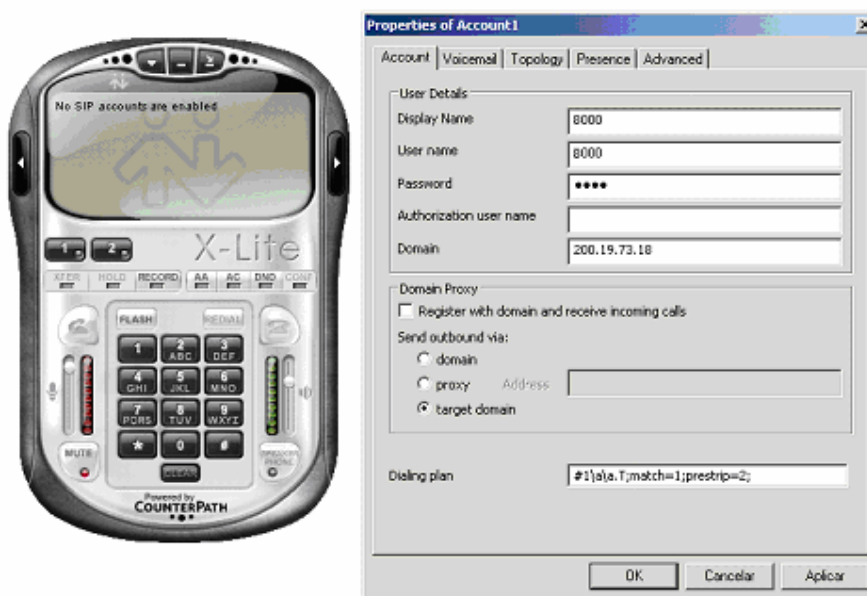 No SIP accounts are enabled
1 2
X-Lite
XFER HOLD RECORD AA AC DND CONF
FLASH REDIAL
1 2 ABC 3 DEF
4 GHI 5 JKL 6 MNO
7 PQRS 8 TUV 9 WXYZ
* 0 #
MUTE SPEAKER PHONE
CLEAR
Powered by
COUNTERPATH
Properties of Account1
Account Voicemail Topology Presence Advanced
User Details
Display Name 8000
User name 8000
Password ••••
Authorization user name
Domain 200.19.73.18
Domain Proxy
Register with domain and receive incoming calls
Send outbound via:
domain
proxy Address
target domain
Dialing plan #1\a\a.T;match=1;prestrip=2;
OK Cancelar Aplicar